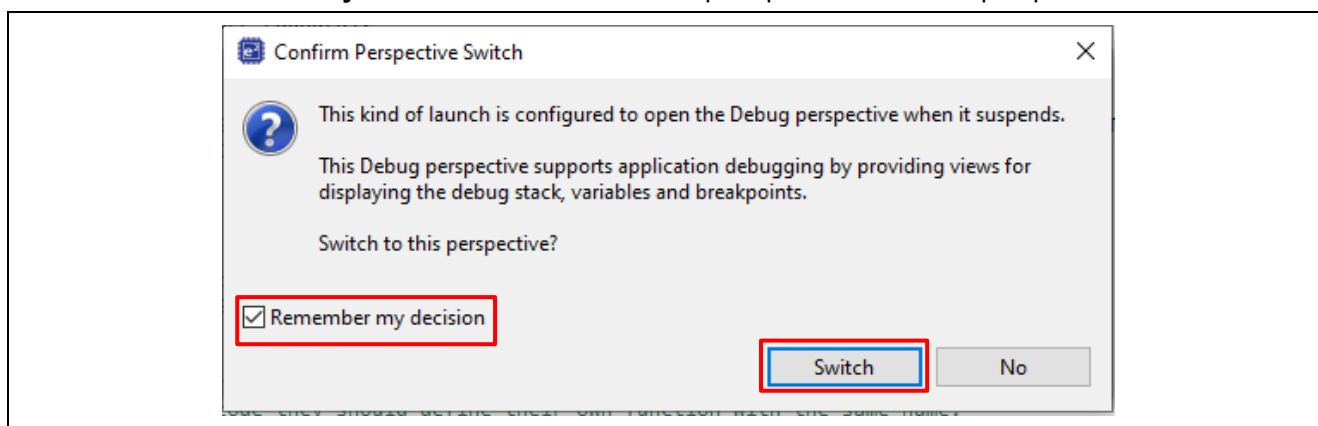 Confirm Perspective Switch
This kind of launch is configured to open the Debug perspective when it suspends.
This Debug perspective supports application debugging by providing views for
displaying the debug stack, variables and breakpoints.
Switch to this perspective?
Remember my decision
Switch
No